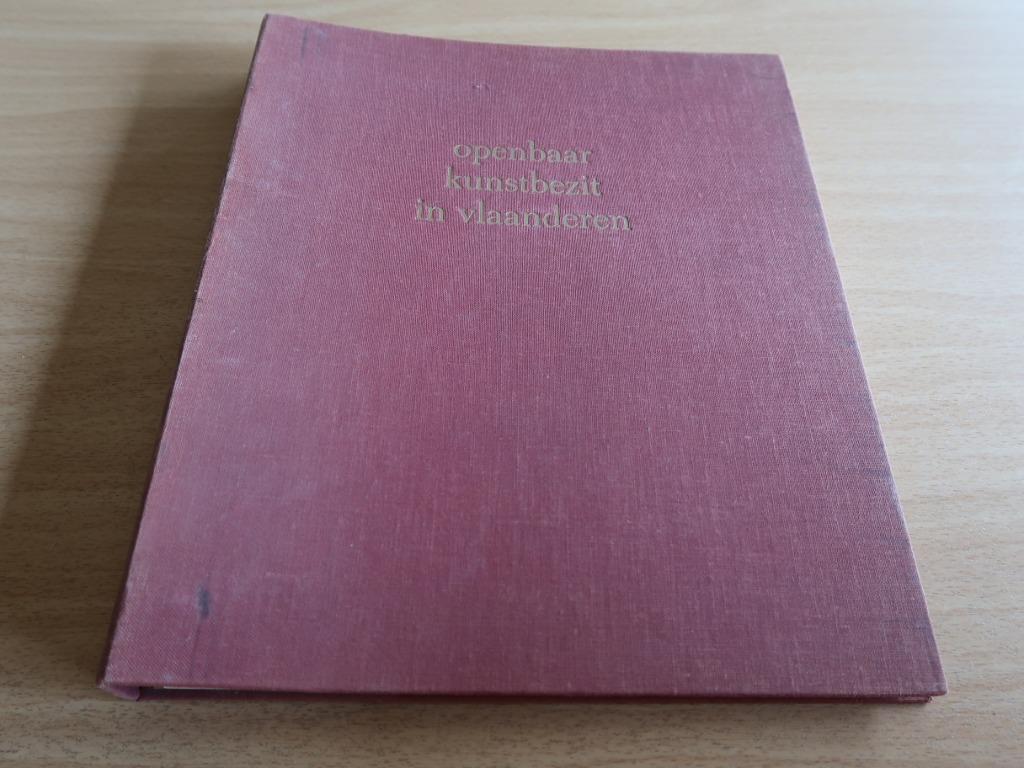 openbaar
kunstbezit
in vlaanderen